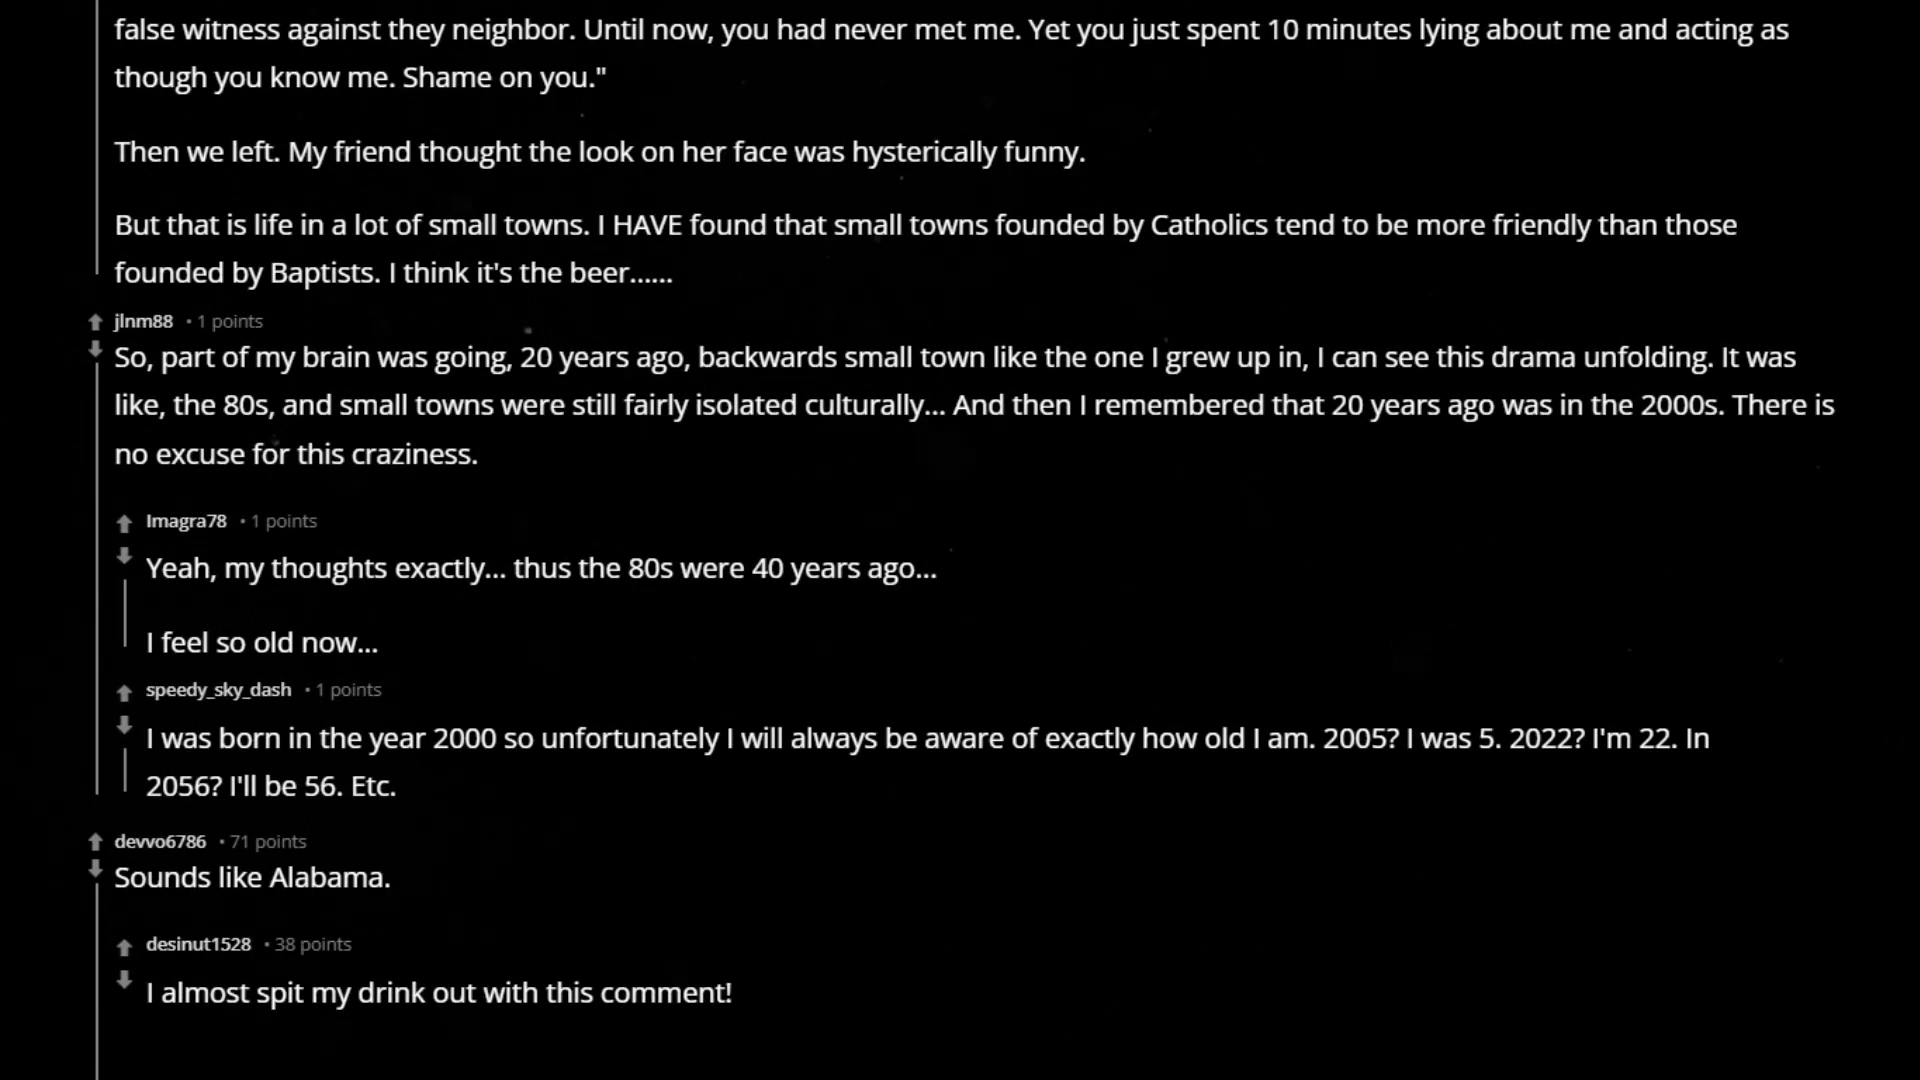 false witness against they neighbor. Until now, you had never met me. Yet you just spent 10 minutes lying about me and acting as
though you know me. Shame on you."
Then we left. My friend thought the look on her face was hysterically funny.
But that is life in a lot of small towns. I HAVE found that small towns founded by Catholics tend to be more friendly than those
founded by Baptists. I think it's the beer......
jlnm88 • 1 points
So, part of my brain was going, 20 years ago, backwards small town like the one I grew up in, I can see this drama unfolding. It was
like, the 80s, and small towns were still fairly isolated culturally... And then I remembered that 20 years ago was in the 2000s. There is
no excuse for this craziness.
lmagra78 • 1 points
Yeah, my thoughts exactly... thus the 80s were 40 years ago...
I feel so old now...
speedy_sky_dash • 1 points
I was born in the year 2000 so unfortunately I will always be aware of exactly how old I am. 2005? I was 5. 2022? I'm 22. In
2056? I'll be 56. Etc.
devvo6786 • 71 points
Sounds like Alabama.
desinut1528 • 38 points
I almost spit my drink out with this comment!